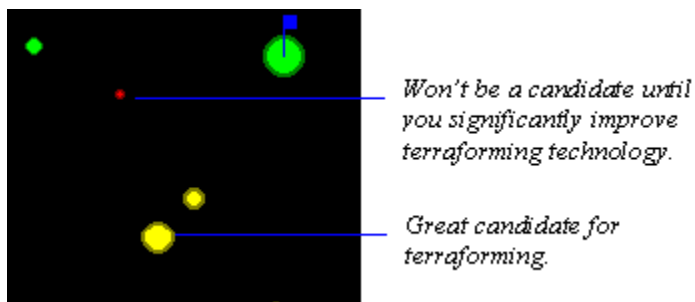 Won't be a candidate until
you significantly improve
terraforming technology.
Great candidate for
terraforming.